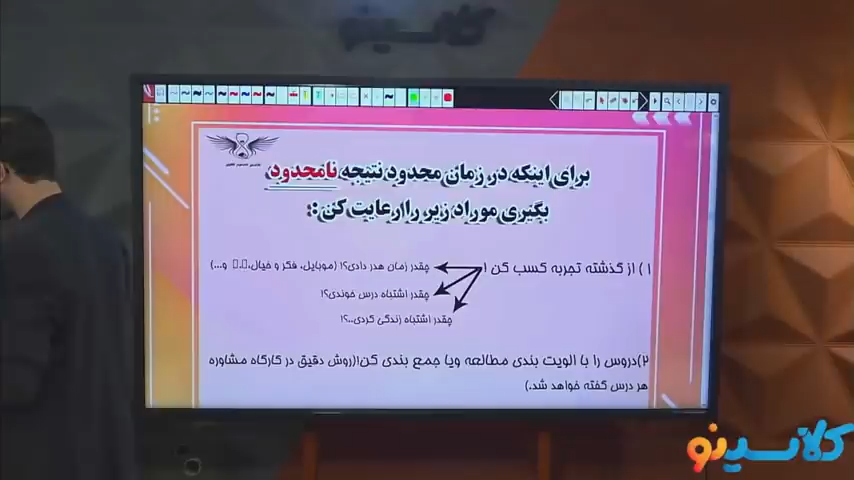 کلاسینو
برای اینکه در زمان محدود نتیجه نامحدود
بگیری موراد زیر را رعایت کن:؛
۱) از گذشته تجربه کسب کن!
چقدر زمان هدر دادی؟! (موبایل، فکر و خیال، و...)
چقدر اشتباه درس خوندی؟!
چقدر اشتباه زندگی کردی..؟!
۲)دروس را با الویت بندی مطالعه ویا جمع بندی کن!(روش دقیق در کارگاه مشاوره
هر درس گفته خواهد شد.)
کلاسینو